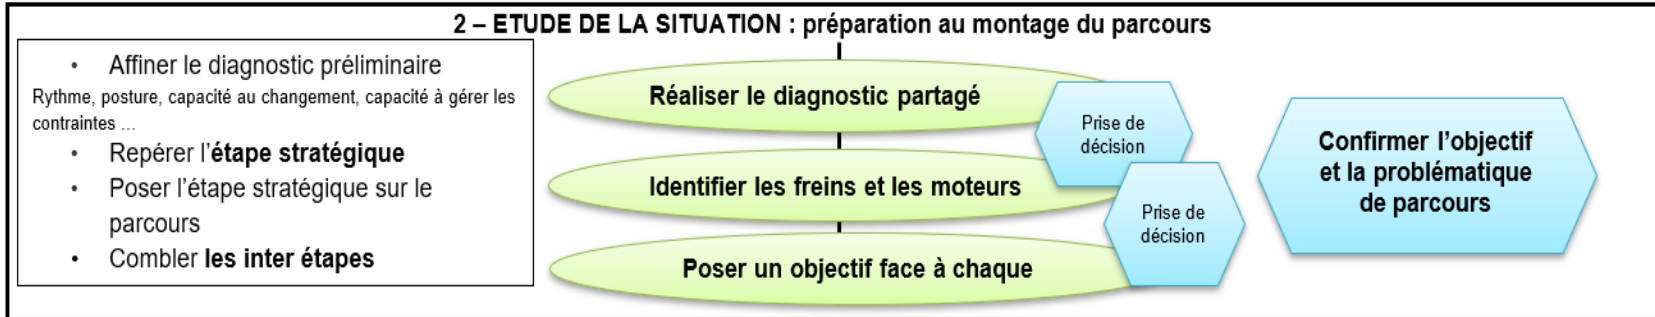 2 – ETUDE DE LA SITUATION : préparation au montage du parcours
• Affiner le diagnostic préliminaire
Rythme, posture, capacité au changement, capacité à gérer les
contraintes ...
• Repérer l'étape stratégique
• Poser l'étape stratégique sur le
parcours
• Combler les inter étapes
Réaliser le diagnostic partagé
Identifier les freins et les moteurs
Poser un objectif face à chaque
Prise de
décision
Prise de
décision
Confirmer l'objectif
et la problématique
de parcours